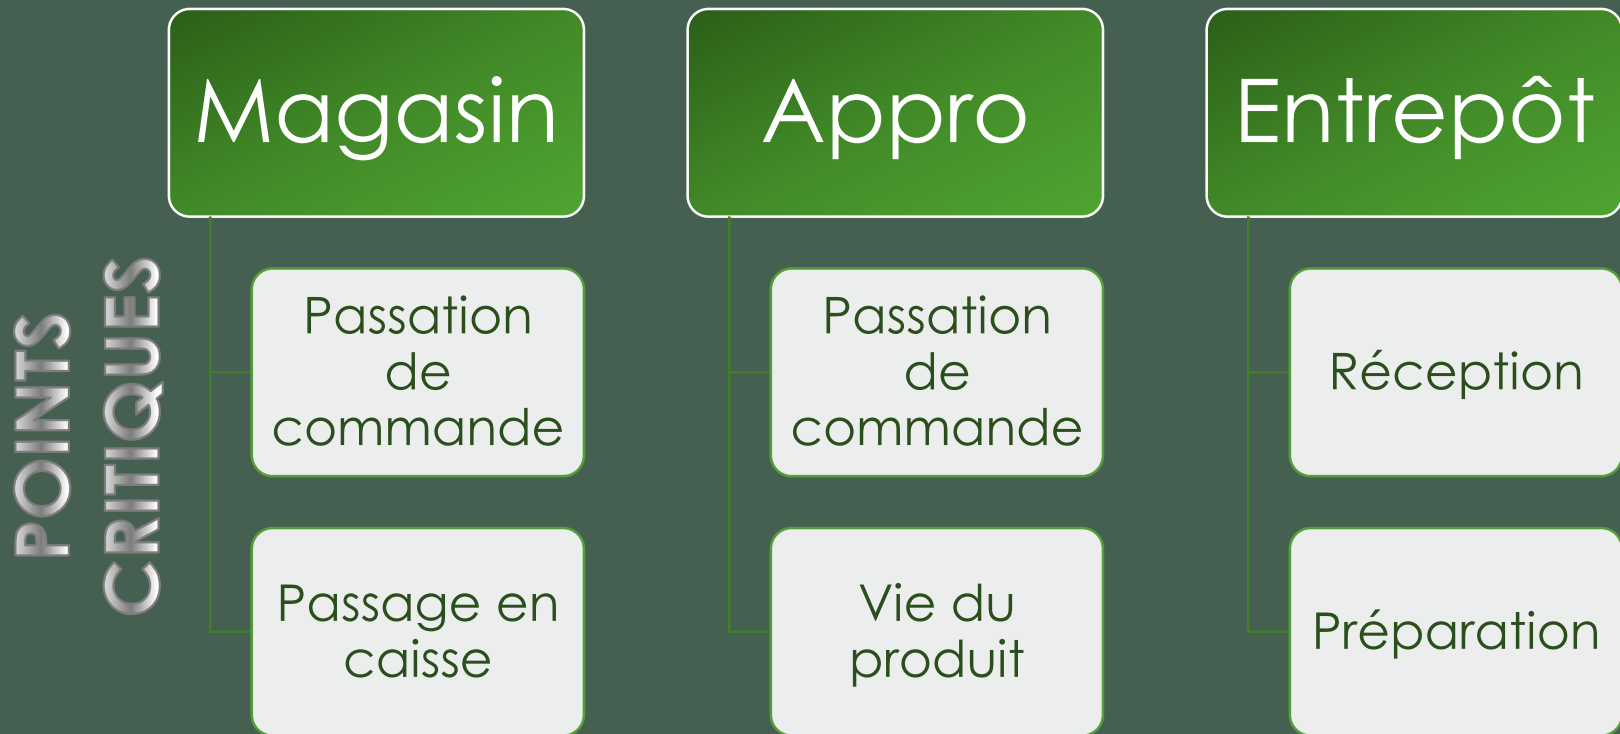 POINTS
CRITIQUES
Magasin
Passation
de
commande
Passage en
caisse
Appro
Passation
de
commande
Vie du
produit
Entrepôt
Réception
Préparation